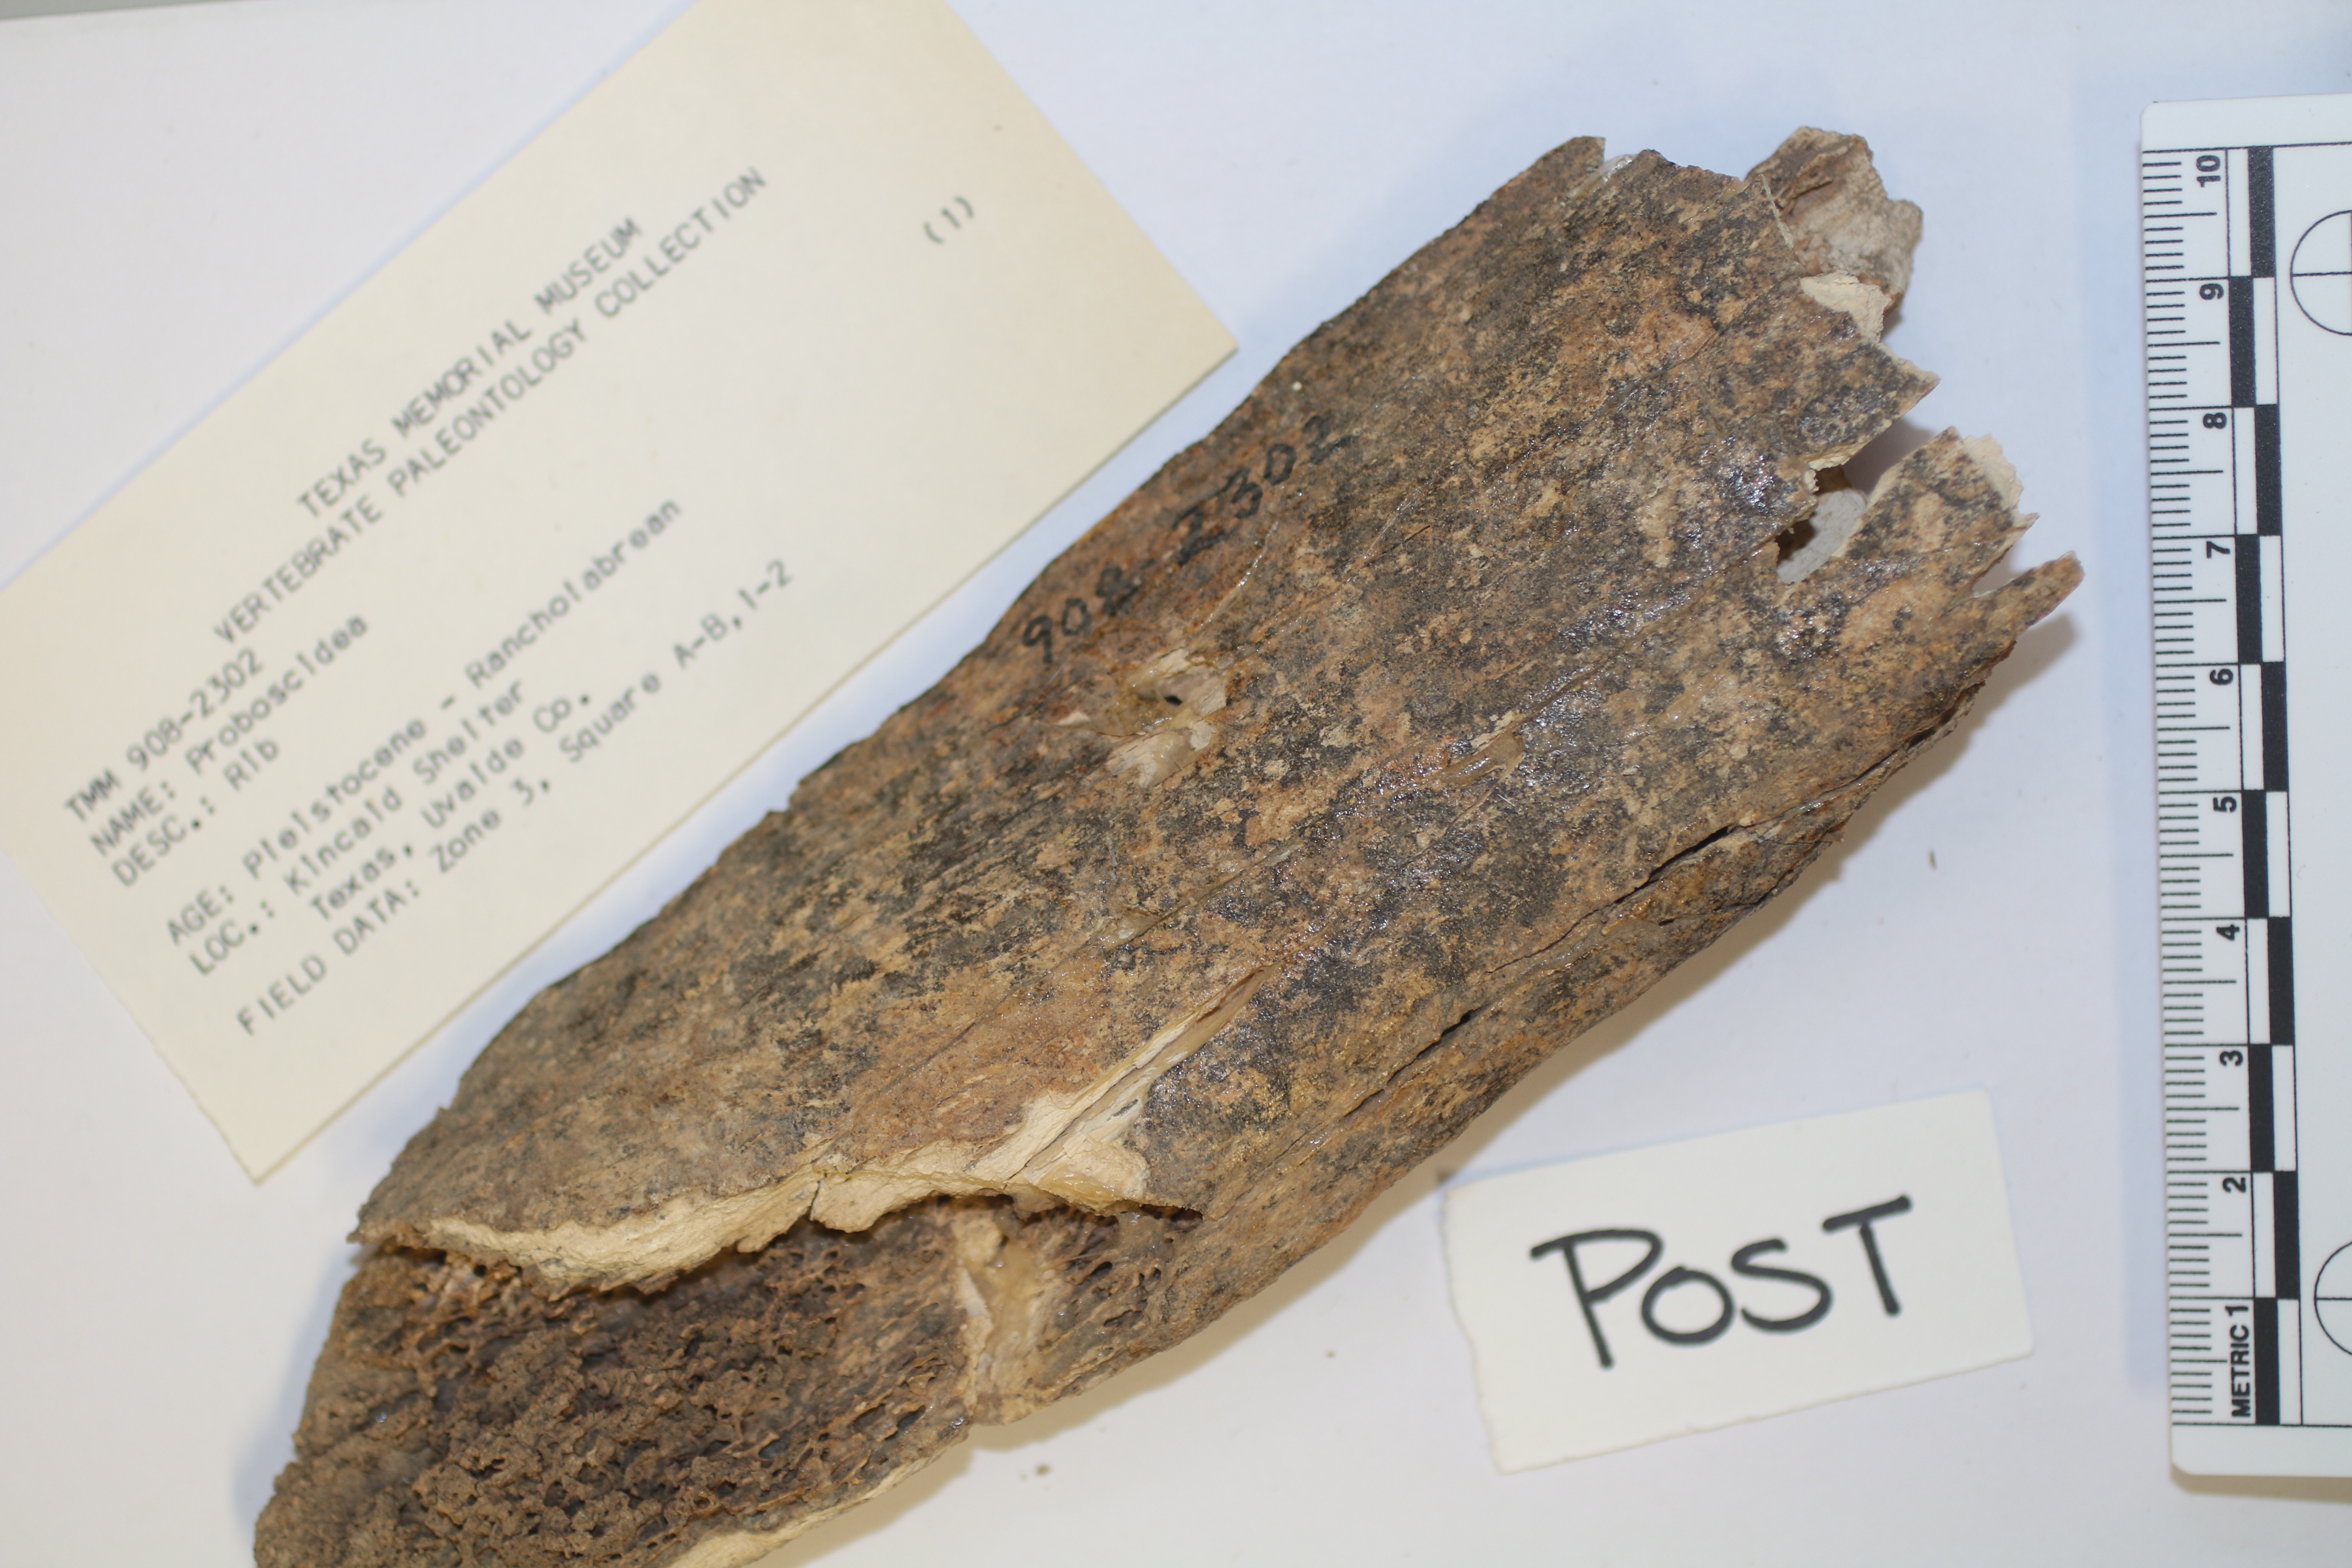 TEXAS MEMORIAL MUSEUM
VERTEBRATE PALEONTOLOGY COLLECTION
(1)
TMM 908-2302
NAME: Proboscidea
DESC.: Rib
AGE: Pleistocene - Rancholabrean
LOC.: Kincaid Shelter
Texas, Uvalde Co.
FIELD DATA: Zone 3, Square A-B, 1-2
908 2302
POST
10
9
8
7
6
5
4
3
2
METRIC 1